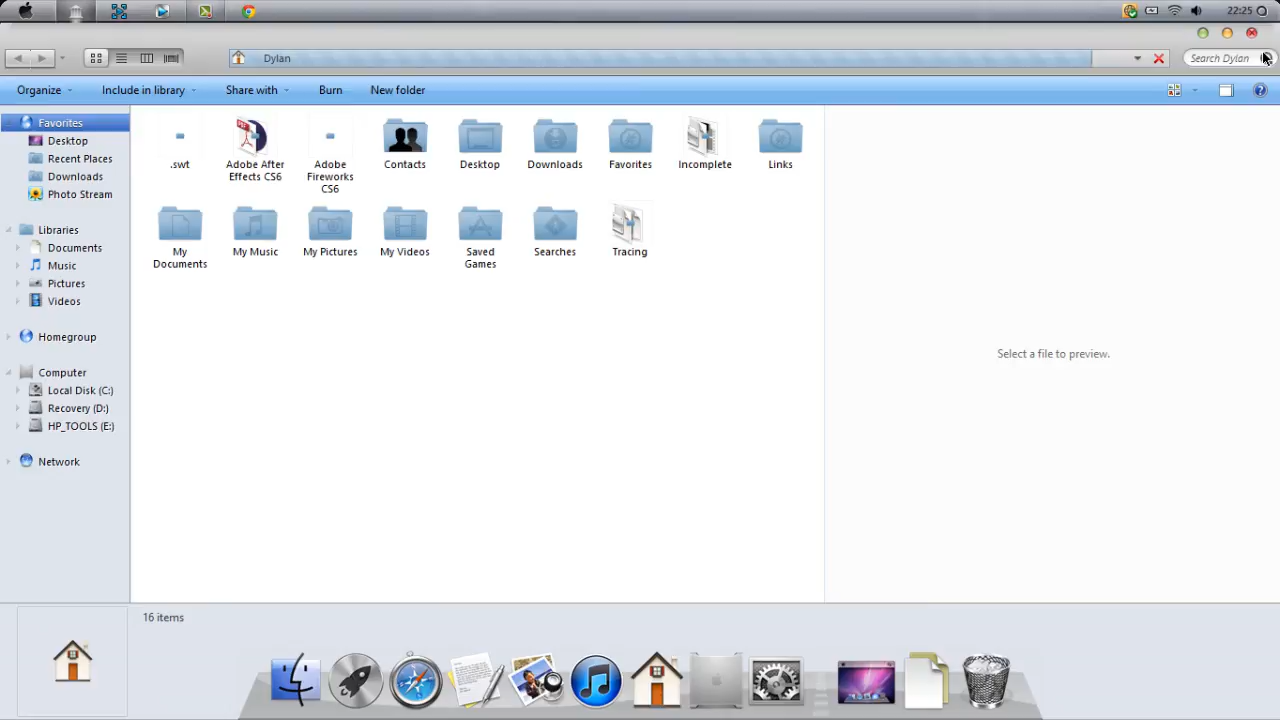 22:25
Dylan
Search Dylan
Organize Include in library Share with Burn New folder
Favorites
Desktop
Recent Places
Downloads
Photo Stream
Libraries
Documents
Music
Pictures
Videos
Homegroup
Computer
Local Disk (C:)
Recovery (D:)
HP_TOOLS (E:)
Network
.swt
Adobe After
Effects CS6
Adobe
Fireworks
CS6
Contacts
Desktop
Downloads
Favorites
Incomplete
Links
My
Documents
My Music
My Pictures
My Videos
Saved
Games
Searches
Tracing
Select a file to preview.
16 items